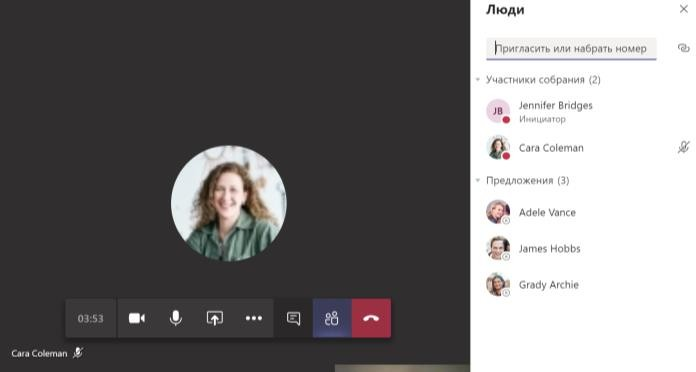 Люди
Пригласить или набрать номер
Участники собрания (2)
JB
Jennifer Bridges
Инициатор
Cara Coleman
Предложения (3)
Adele Vance
James Hobbs
Grady Archie
03:53
Cara Coleman